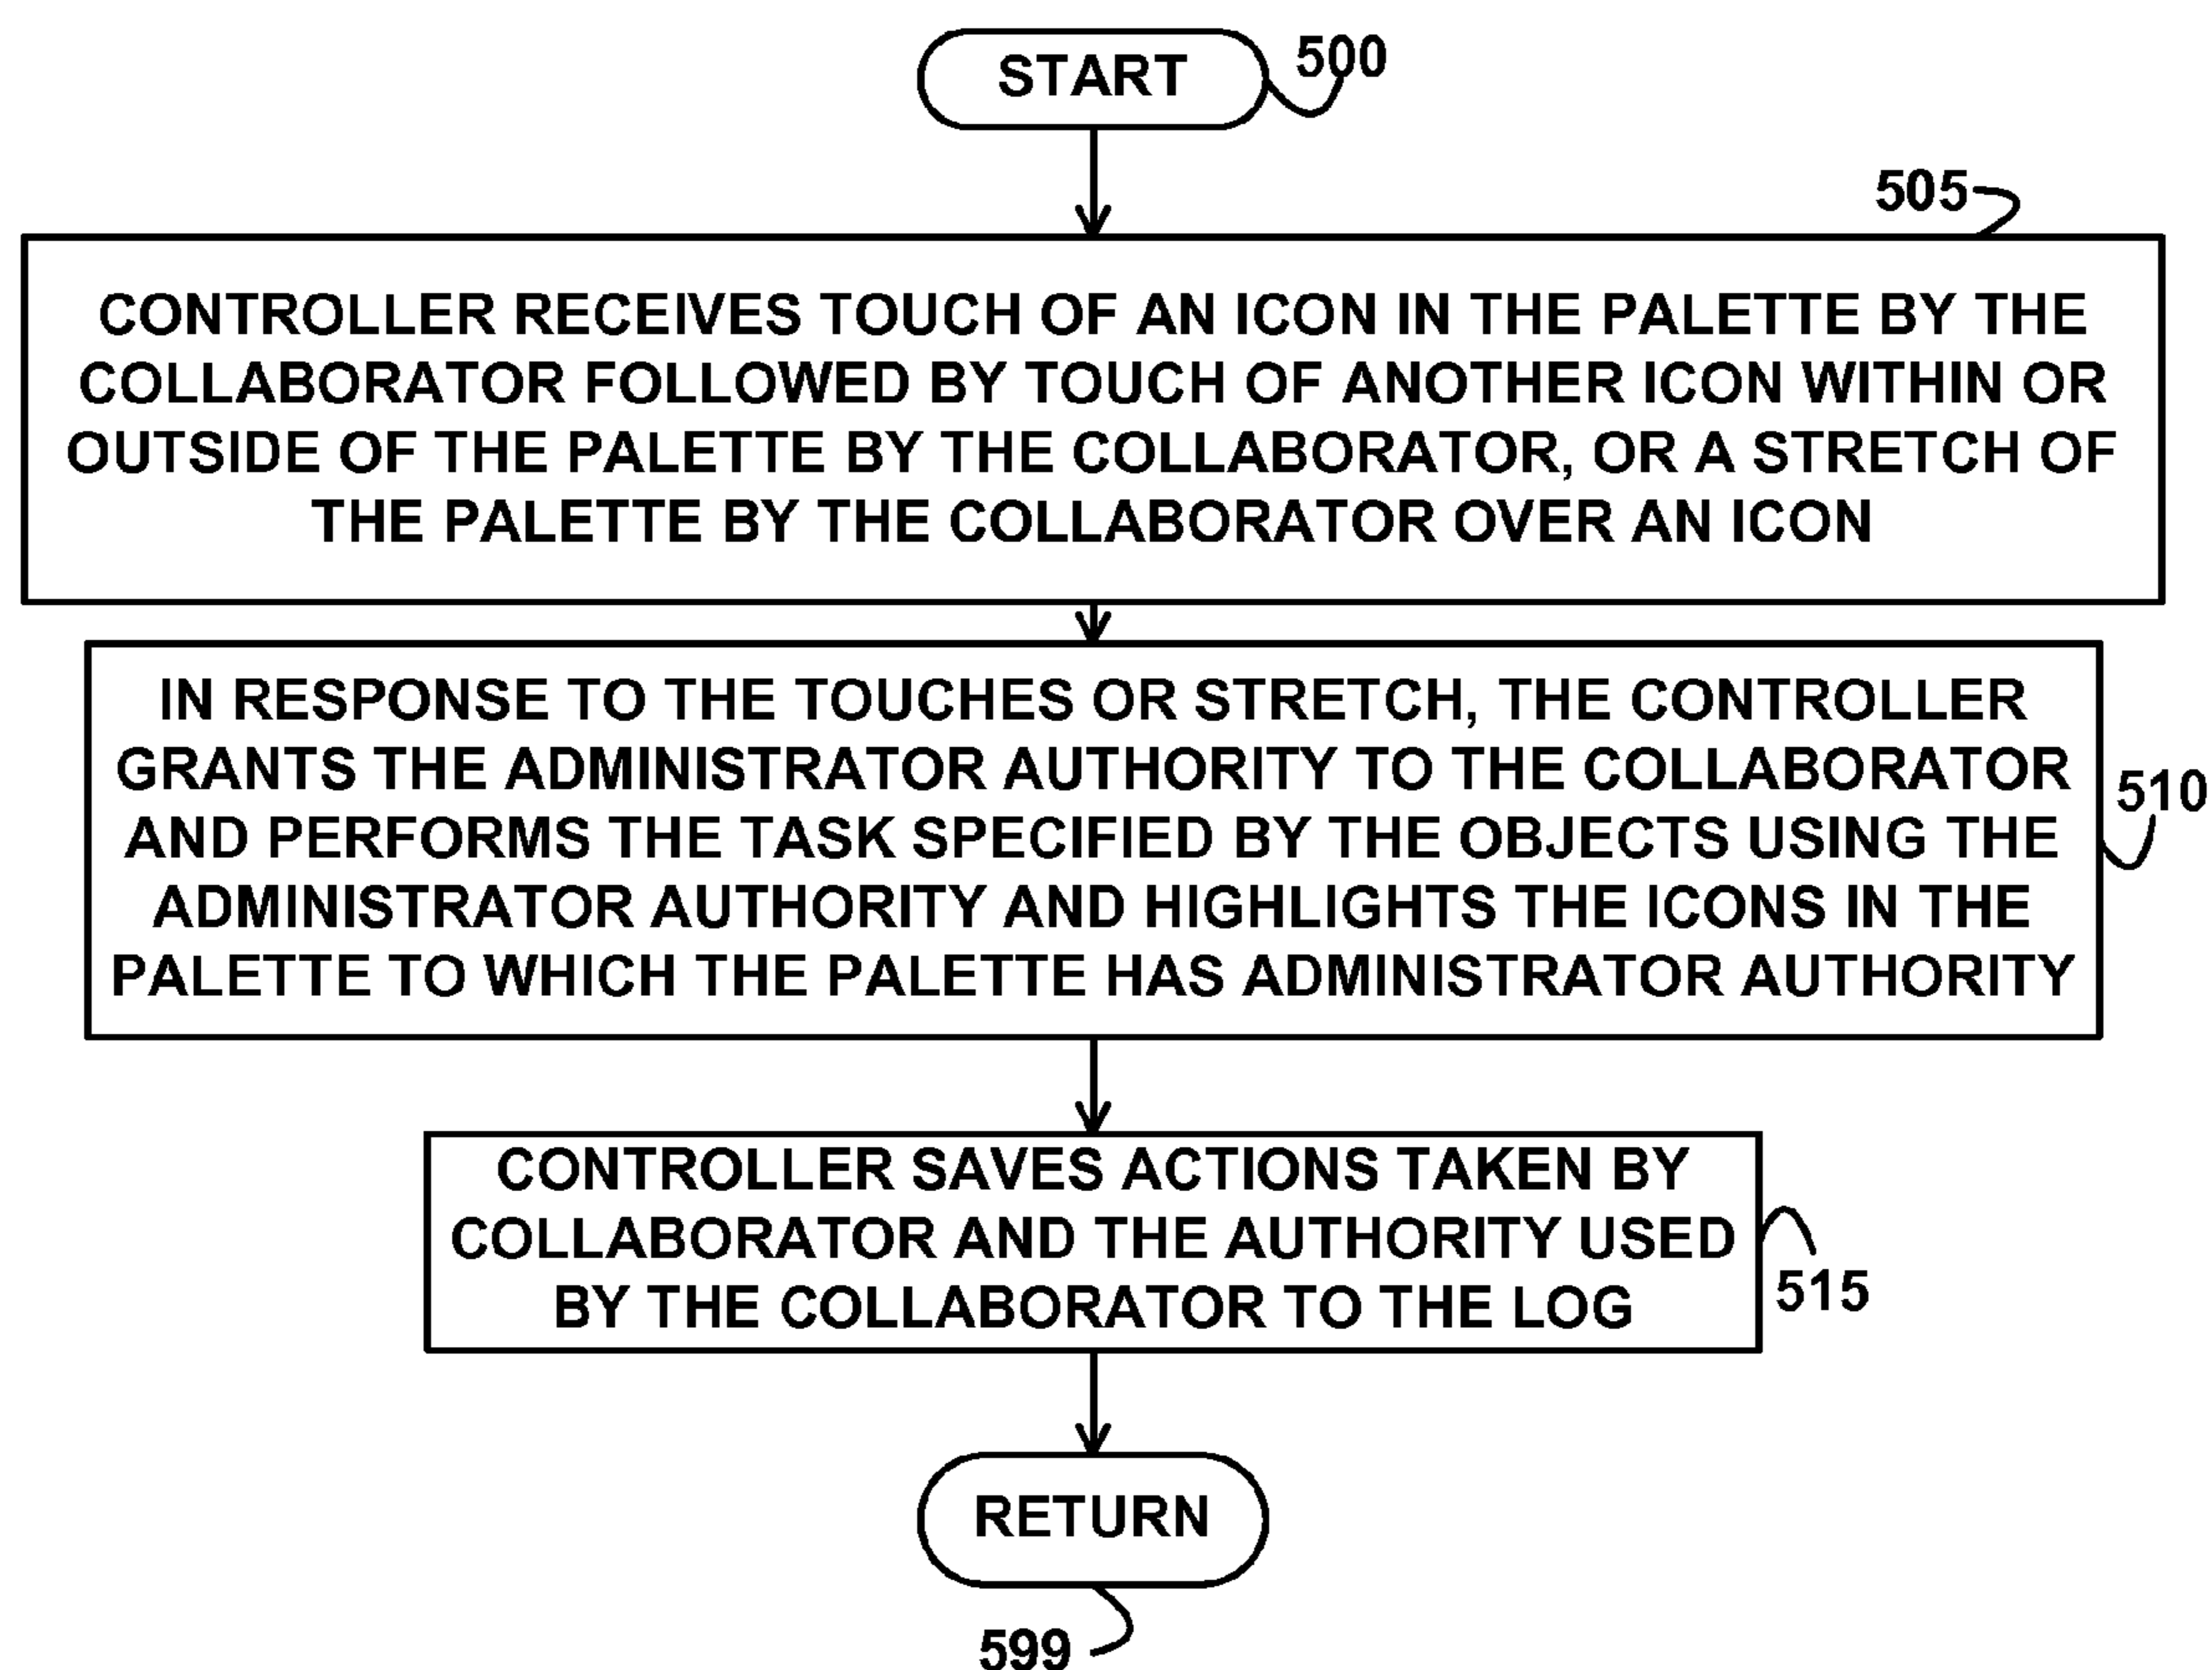 START
500
505
CONTROLLER RECEIVES TOUCH OF AN ICON IN THE PALETTE BY THE
COLLABORATOR FOLLOWED BY TOUCH OF ANOTHER ICON WITHIN OR
OUTSIDE OF THE PALETTE BY THE COLLABORATOR, OR A STRETCH OF
THE PALETTE BY THE COLLABORATOR OVER AN ICON
IN RESPONSE TO THE TOUCHES OR STRETCH, THE CONTROLLER
GRANTS THE ADMINISTRATOR AUTHORITY TO THE COLLABORATOR
AND PERFORMS THE TASK SPECIFIED BY THE OBJECTS USING THE
ADMINISTRATOR AUTHORITY AND HIGHLIGHTS THE ICONS IN THE
PALETTE TO WHICH THE PALETTE HAS ADMINISTRATOR AUTHORITY
510
CONTROLLER SAVES ACTIONS TAKEN BY
COLLABORATOR AND THE AUTHORITY USED
BY THE COLLABORATOR TO THE LOG
515
RETURN
599